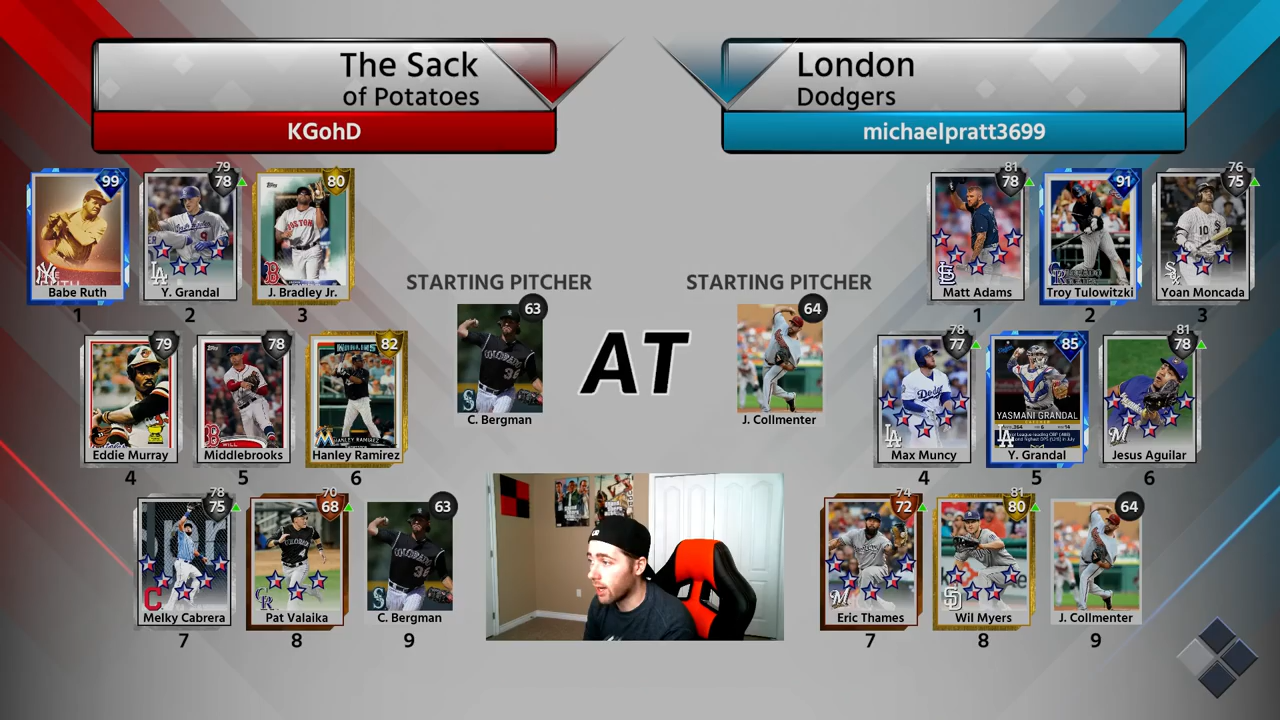 The Sack
of Potatoes
KGohD
London
Dodgers
michaelpratt3699
99
Babe Ruth
1
79
78
Y. Grandal
2
80
J. Bradley Jr.
3
79
Eddie Murray
4
78
Middlebrooks
5
82
Hanley Ramirez
6
78
75
Melky Cabrera
7
70
68
Pat Valaika
8
63
C. Bergman
9
STARTING PITCHER
63
C. Bergman
AT
STARTING PITCHER
64
J. Collmenter
81
78
Matt Adams
1
91
Troy Tulowitzki
2
76
75
10
Yoan Moncada
3
78
77
Max Muncy
4
85
YASMANI GRANDAL
Y. Grandal
5
81
78
Jesus Aguilar
6
74
72
Eric Thames
7
81
80
Wil Myers
8
64
J. Collmenter
9